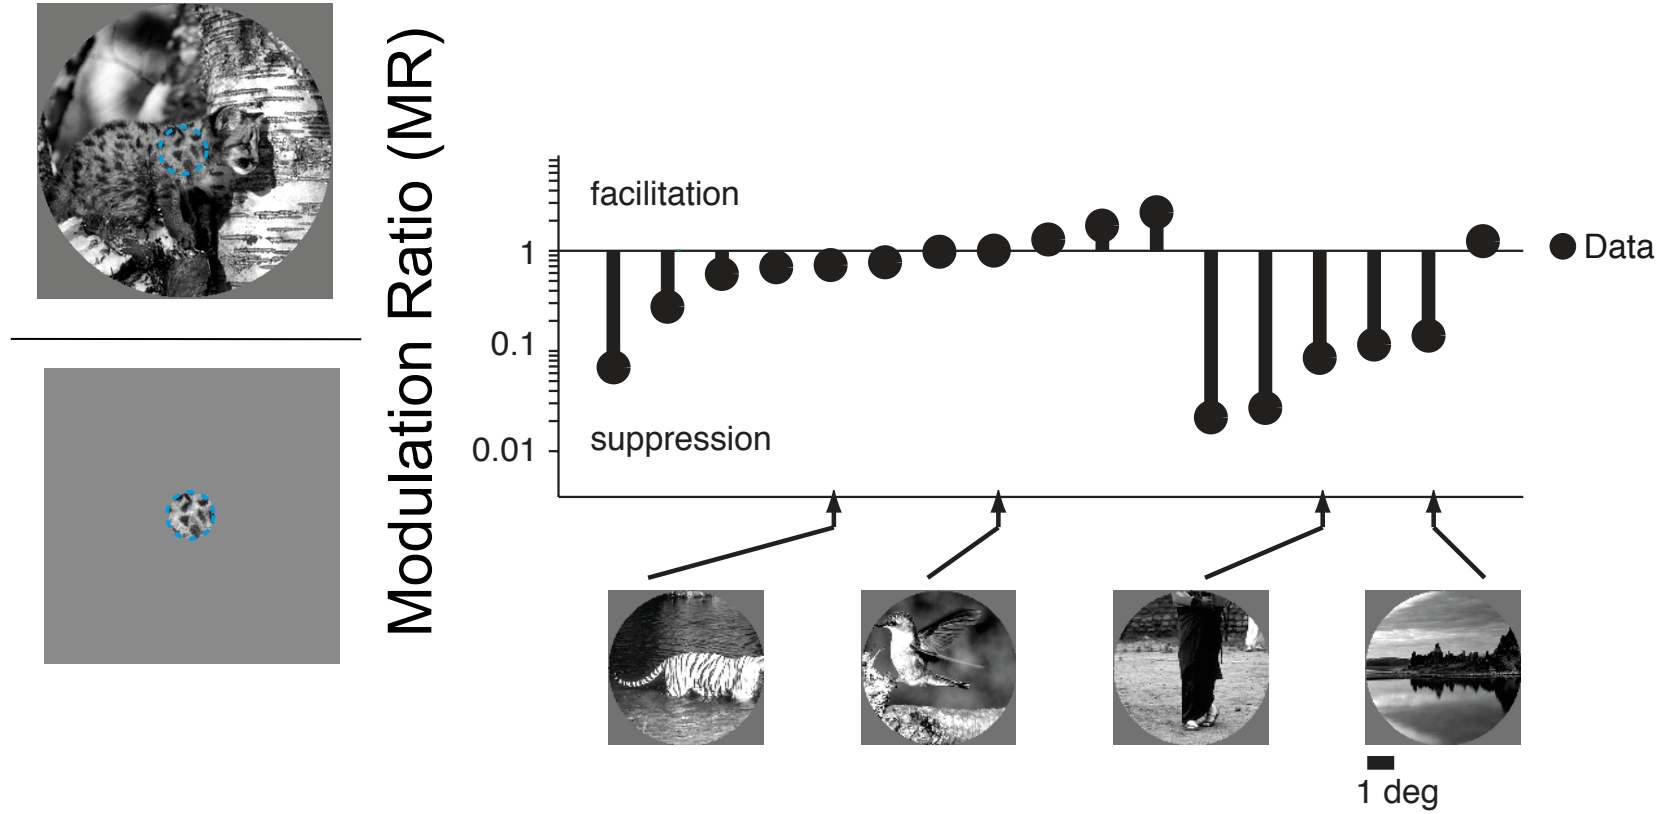 Modulation Ratio (MR)
facilitation
1
Data
0.1
suppression
0.01
1 deg